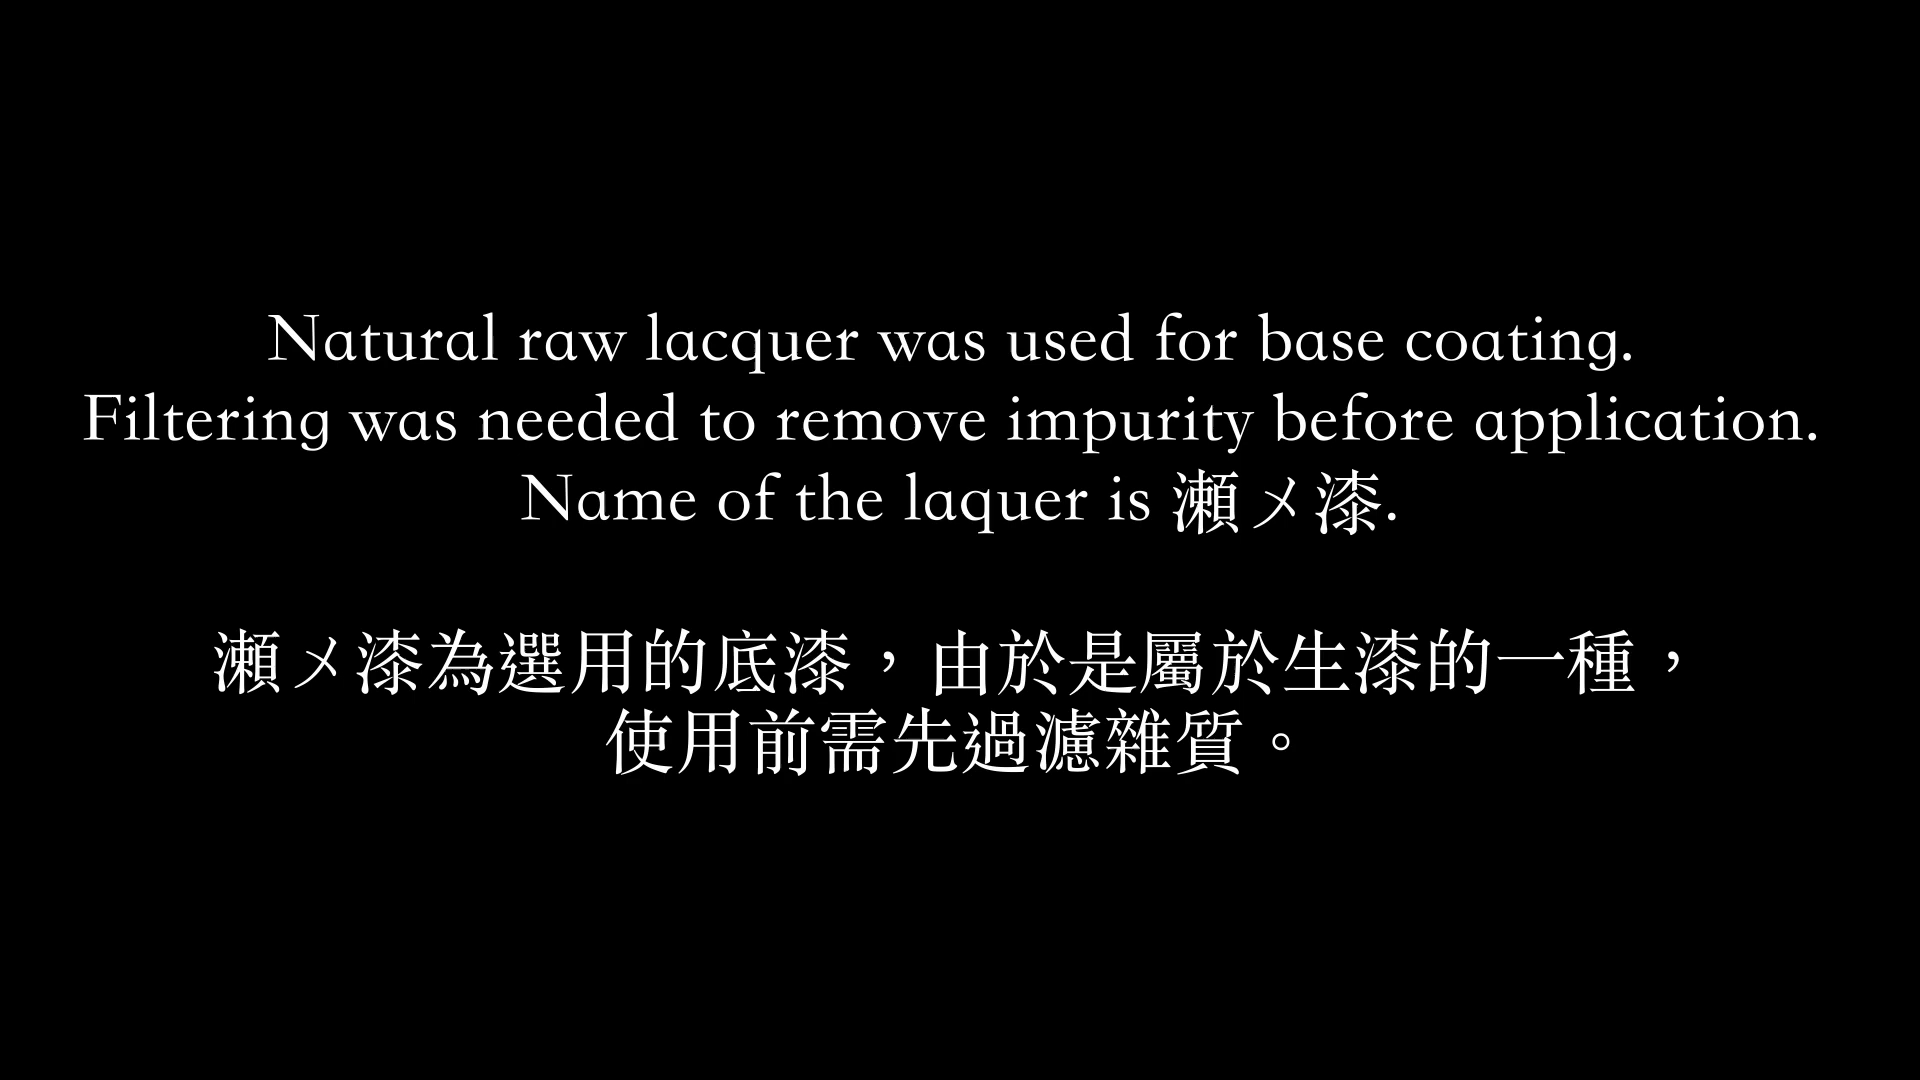 Natural raw lacquer was used for base coating.
Filtering was needed to remove impurity before application.
Name of the laquer is 瀬メ漆.
瀬メ漆為選用的底漆，由於是屬於生漆的一種，
使用前需先過濾雜質。